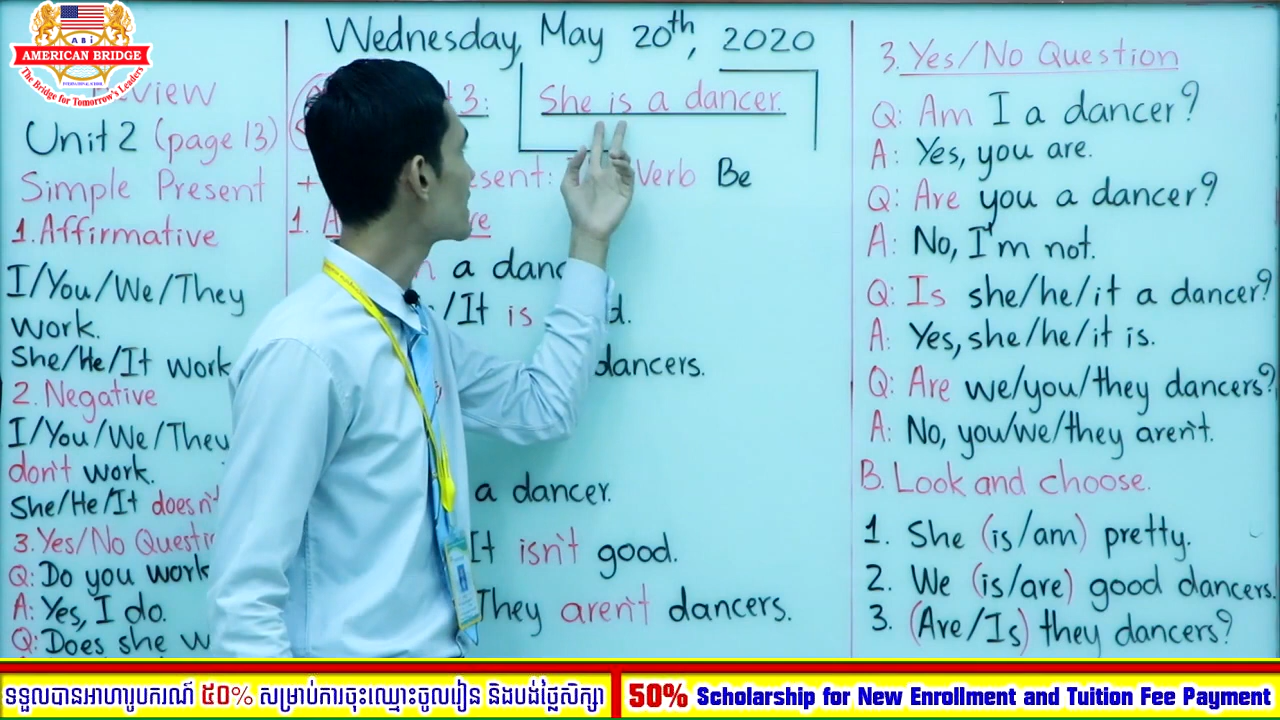 AMERICAN BRIDGE
The Bridge for Tomorrow's Leaders
Wednesday, May 20th, 2020
Unit 2 (page 13)
Simple Present
1. Affirmative
I/You/We/They
work.
She/He/It work
2. Negative
I/You/We/They
don't work.
She/He/It doesn't
3. Yes/No
Q: Do you work
A: Yes, I do.
Q: Does she
3: She is a dancer.
Verb Be
1.
a
/It is
dancers.
a dancer.
It isn't good.
They aren't dancers.
3. Yes/No Question
Q: Am I a dancer?
A: Yes, you are.
Q: Are you a dancer?
A: No, I'm not.
Q: Is she/he/it a dancer?
A: Yes, she/he/it is.
Q: Are we/you/they dancers?
A: No, you/we/they aren't.
B. Look and choose.
1. She (is/am) pretty.
2. We (is/are) good dancers.
3. (Are/Is) they dancers?
ទទួលបានអាហារូបករណ៍ ៥០% សម្រាប់ការចុះឈ្មោះចូលរៀន និងបង់ថ្លៃសិក្សា
50% Scholarship for New Enrollment and Tuition Fee Payment